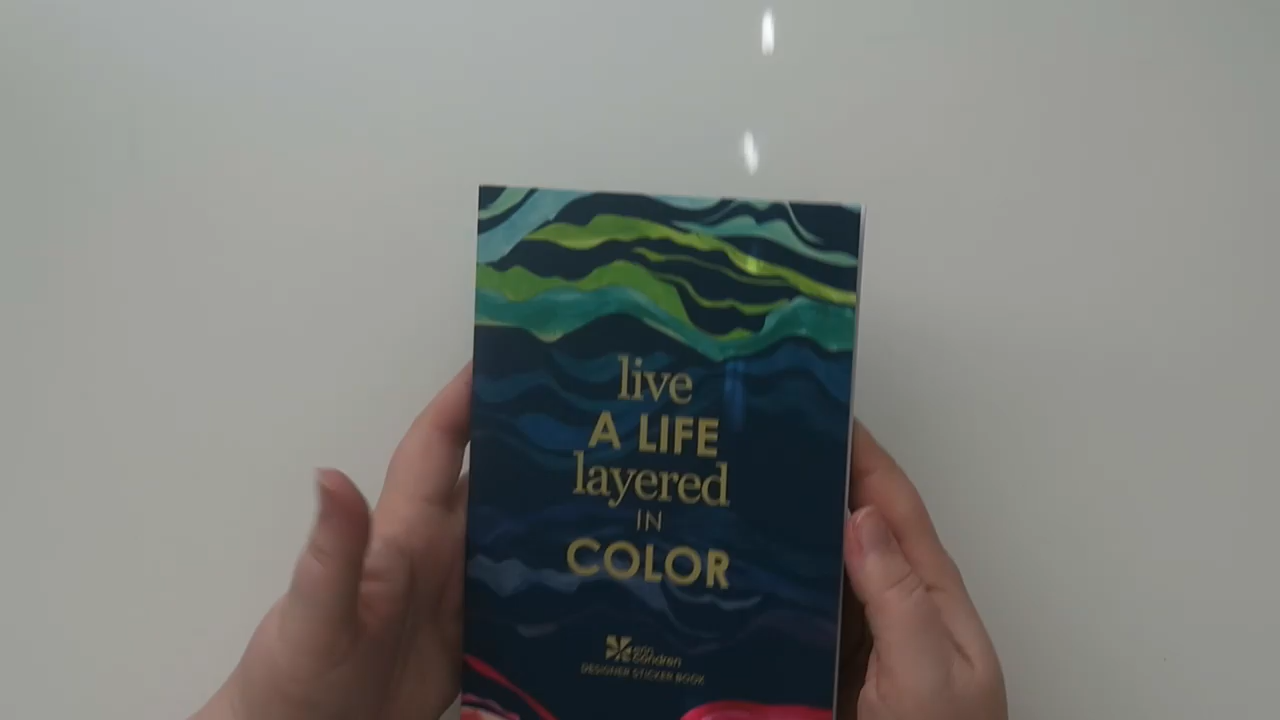 live
A LIFE
layered
IN
COLOR
erin
condren
DESIGNER STICKER BOOK